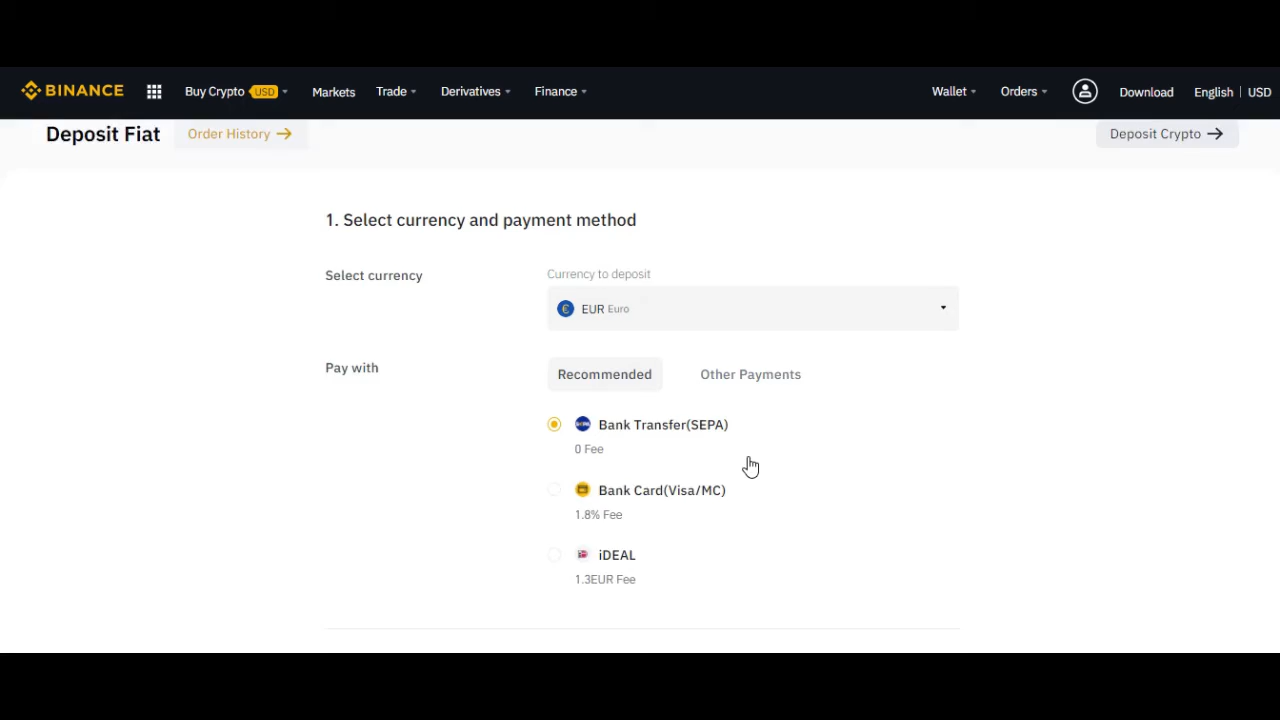 BINANCE Buy Crypto USD Markets Trade Derivatives Finance Wallet Orders Download English | USD
Deposit Fiat Order History → Deposit Crypto →
1. Select currency and payment method
Select currency
Currency to deposit
EUR Euro
Pay with
Recommended Other Payments
Bank Transfer(SEPA)
0 Fee
Bank Card(Visa/MC)
1.8% Fee
iDEAL
1.3EUR Fee